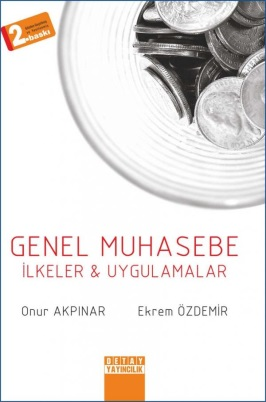 2.
baskı
GENEL MUHASEBE
İLKELER & UYGULAMALAR
Onur AKPINAR Ekrem ÖZDEMİR
DETAY
YAYINCILIK